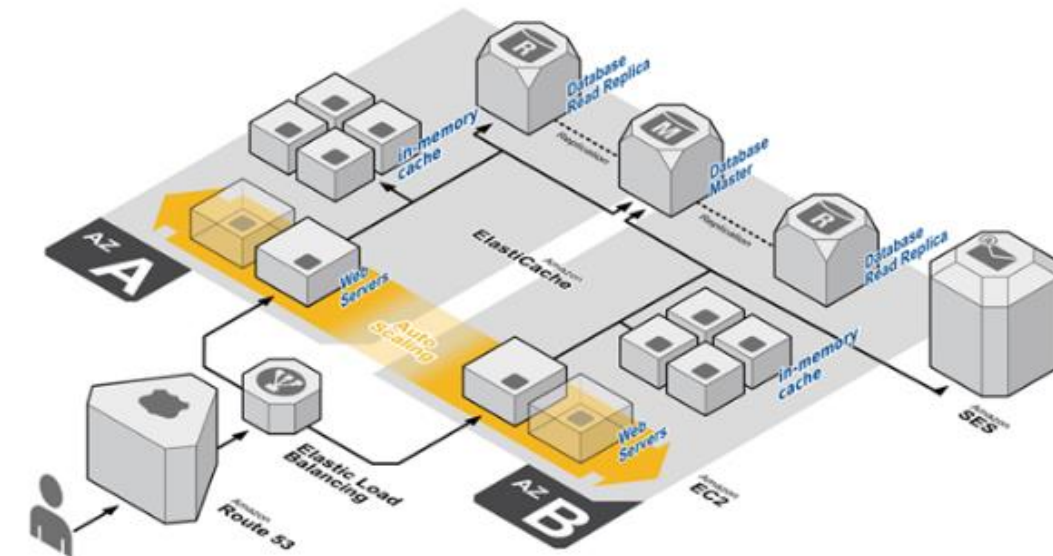 R
Database
Read Replica
Replication
M
Database
Master
Replication
R
Database
Read Replica
in-memory
cache
AZ
A
Web
Servers
Amazon
ElastiCache
Auto
Scaling
in-memory
cache
Amazon
SES
Web
Servers
Amazon
EC2
AZ
B
Elastic Load
Balancing
Amazon
Route 53